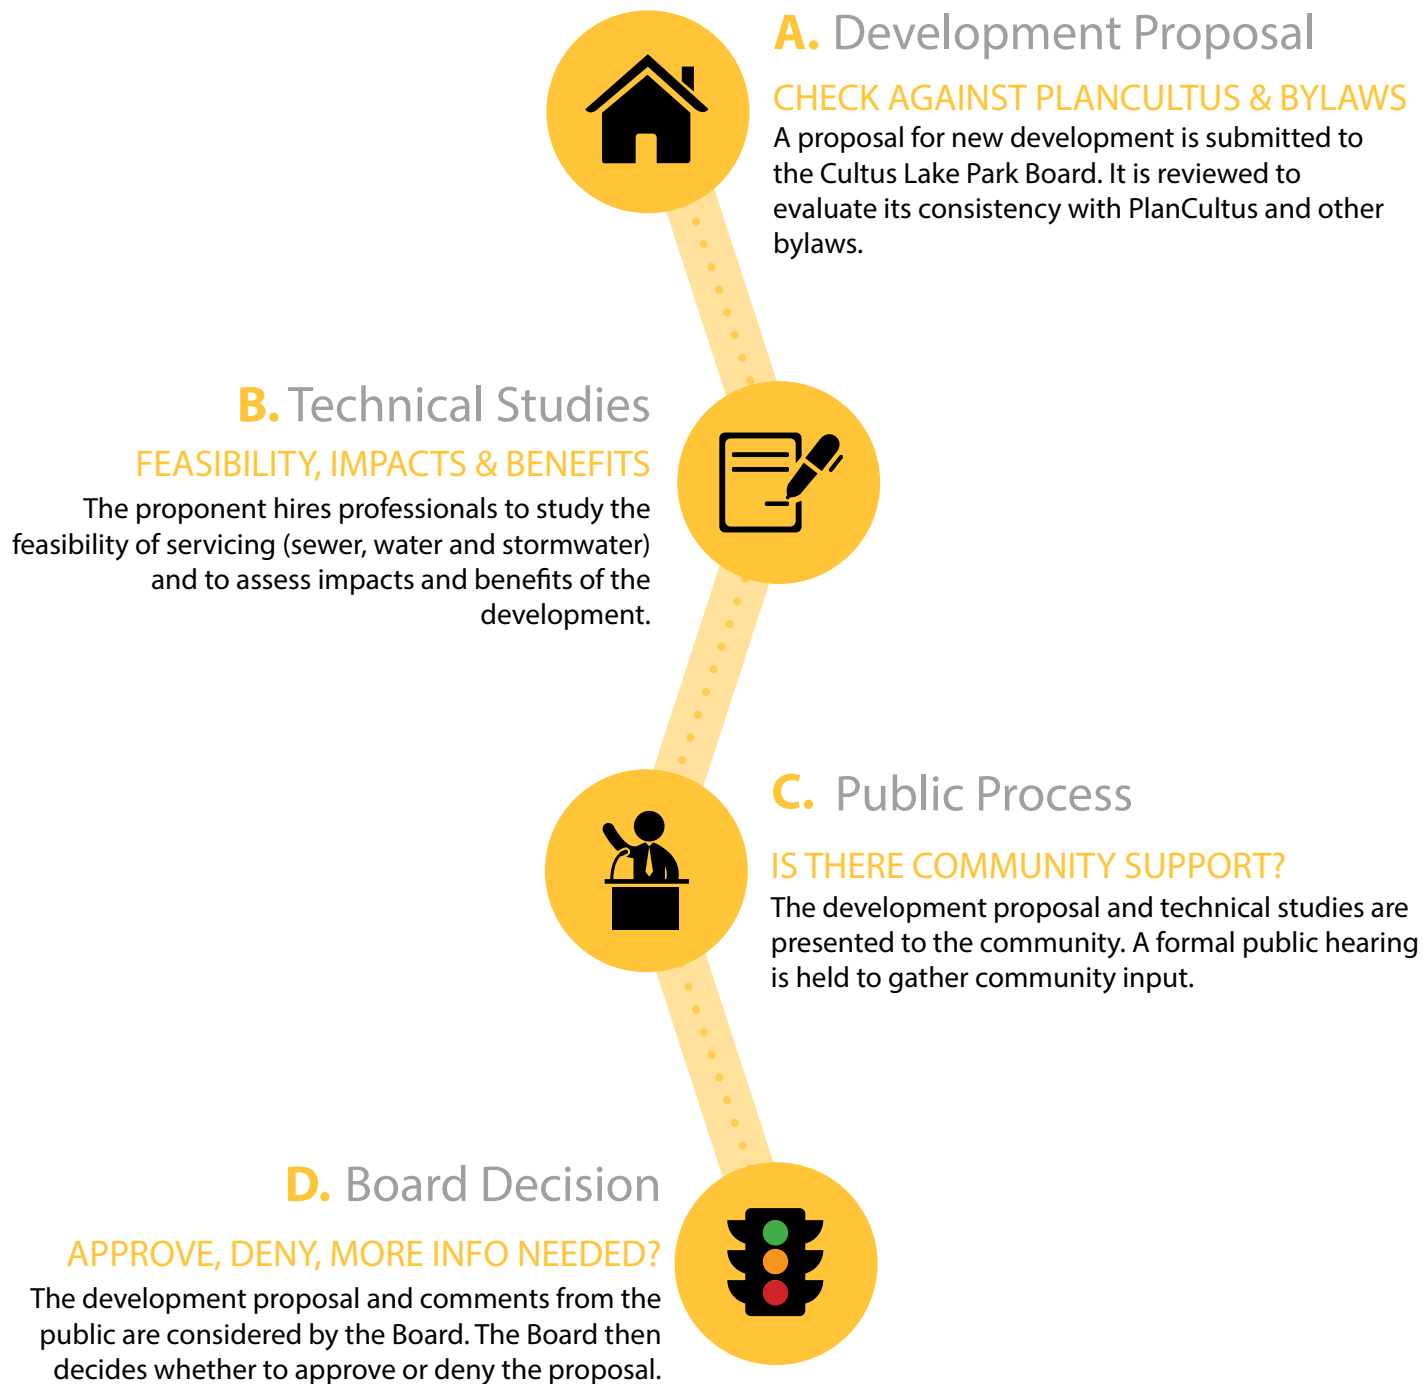 A. Development Proposal
CHECK AGAINST PLANCULTUS & BYLAWS
A proposal for new development is submitted to
the Cultus Lake Park Board. It is reviewed to
evaluate its consistency with PlanCultus and other
bylaws.
B. Technical Studies
FEASIBILITY, IMPACTS & BENEFITS
The proponent hires professionals to study the
feasibility of servicing (sewer, water and stormwater)
and to assess impacts and benefits of the
development.
C. Public Process
IS THERE COMMUNITY SUPPORT?
The development proposal and technical studies are
presented to the community. A formal public hearing
is held to gather community input.
D. Board Decision
APPROVE, DENY, MORE INFO NEEDED?
The development proposal and comments from the
public are considered by the Board. The Board then
decides whether to approve or deny the proposal.